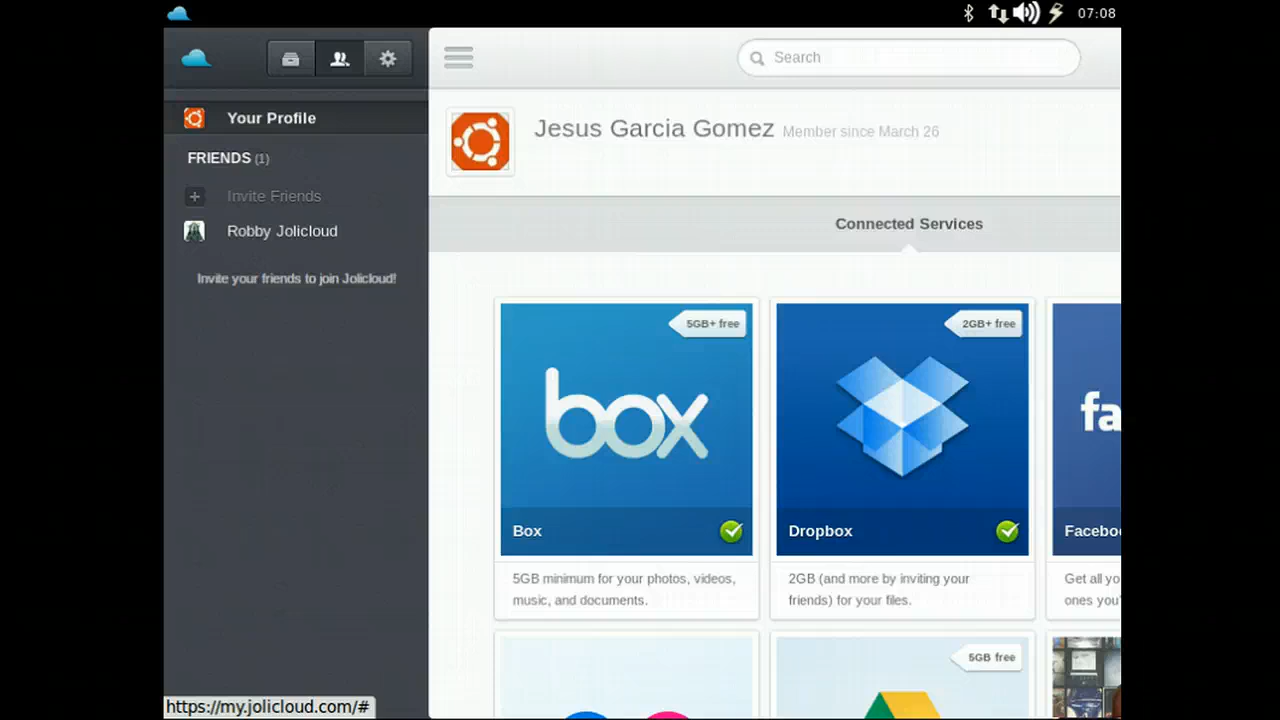 07:08
Search
Your Profile
Jesus Garcia Gomez Member since March 26
FRIENDS (1)
Invite Friends
Robby Jolicloud
Invite your friends to join Jolicloud!
Connected Services
5GB+ free
box
Box
5GB minimum for your photos, videos,
music, and documents.
2GB+ free
Dropbox
2GB (and more by inviting your
friends) for your files.
fa
Facebo
Get all yo
ones you'
5GB free
https://my.jolicloud.com/#